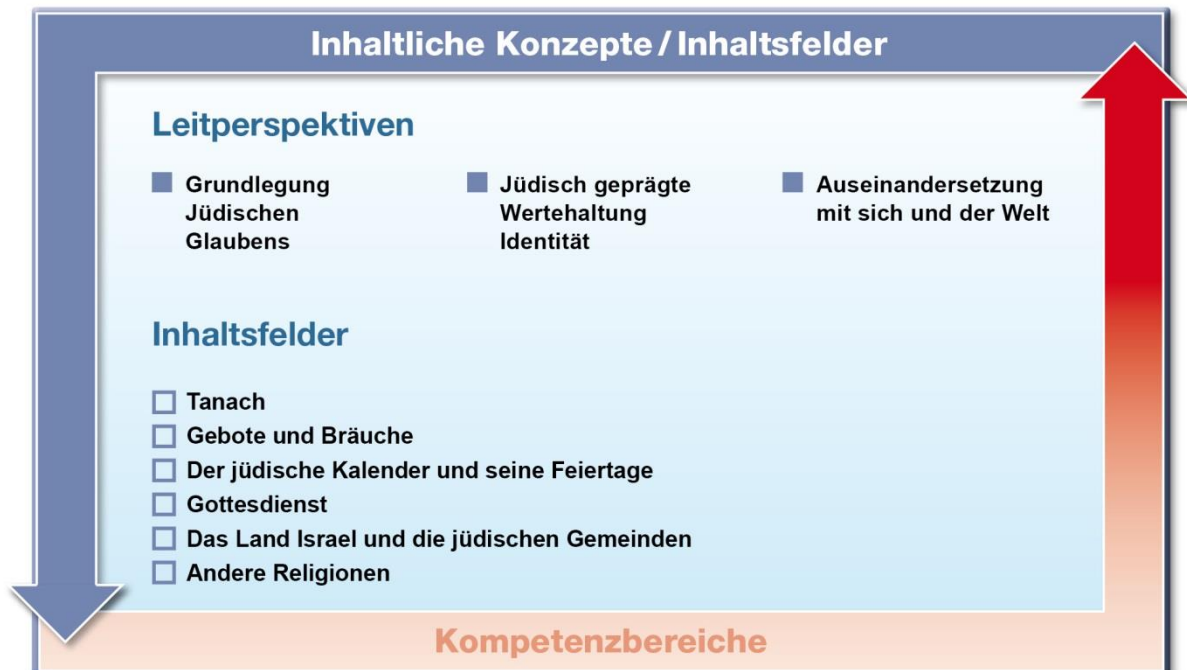 Inhaltliche Konzepte / Inhaltsfelder
Leitperspektiven
Grundlegung
Jüdischen
Glaubens
Jüdisch geprägte
Wertehaltung
Identität
Auseinandersetzung
mit sich und der Welt
Inhaltsfelder
Tanach
Gebote und Bräuche
Der jüdische Kalender und seine Feiertage
Gottesdienst
Das Land Israel und die jüdischen Gemeinden
Andere Religionen
Kompetenzbereiche